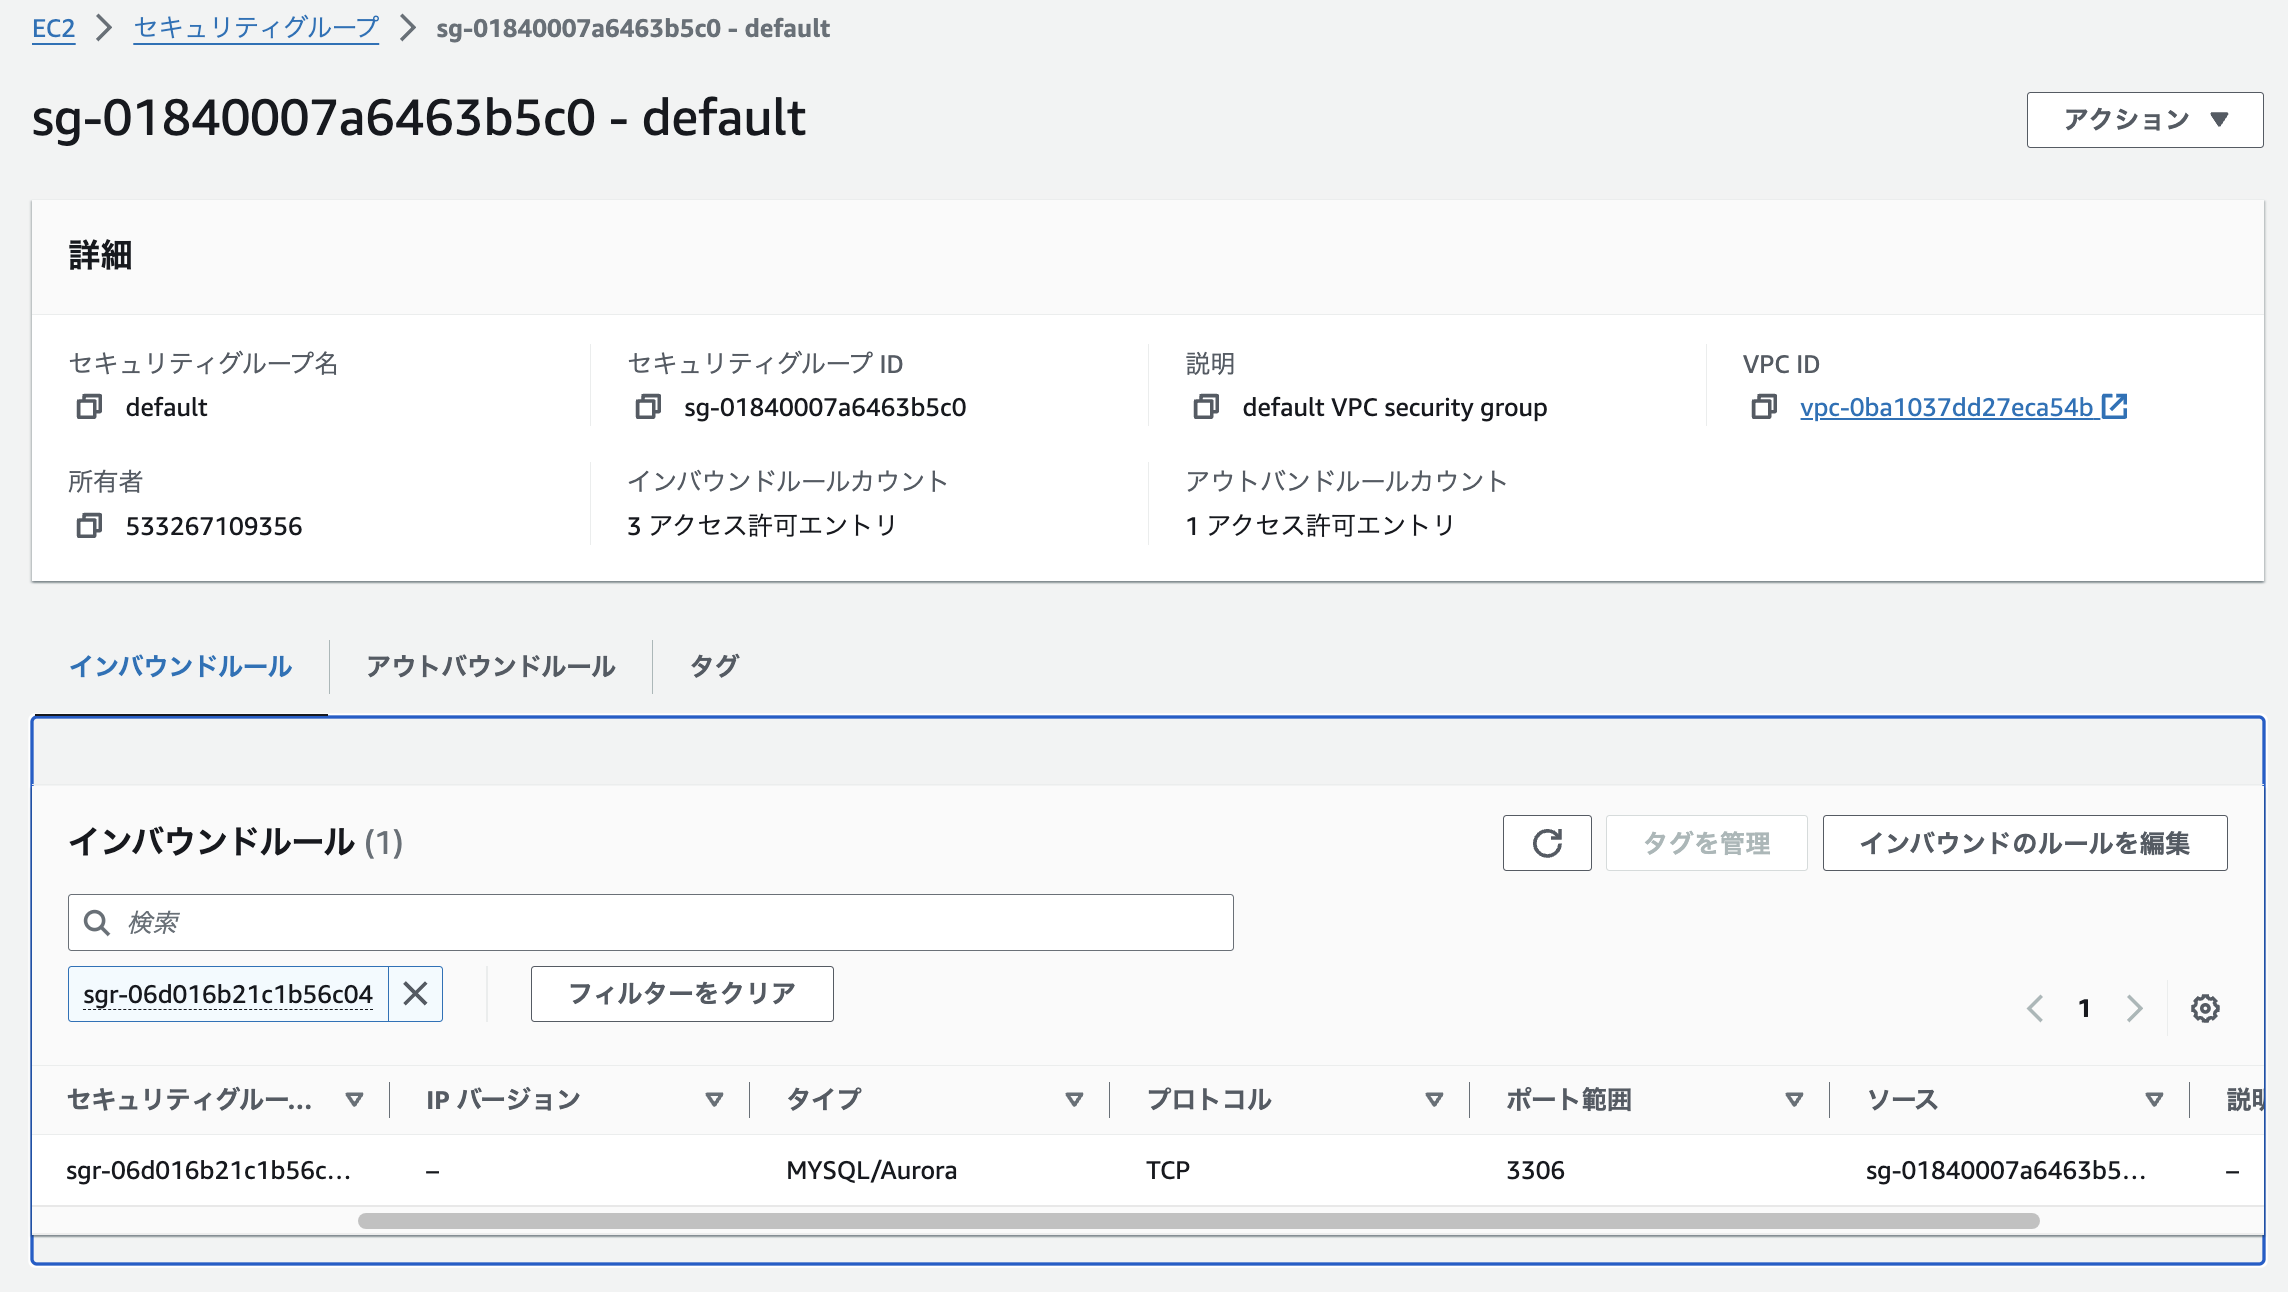 EC2 > セキュリティグループ > sg-01840007a6463b5c0 - default
sg-01840007a6463b5c0 - default
アクション
詳細
セキュリティグループ名 セキュリティグループ ID 説明 VPC ID
default sg-01840007a6463b5c0 default VPC security group vpc-0ba1037dd27eca54b
所有者 インバウンドルールカウント アウトバンドルールカウント
533267109356 3 アクセス許可エントリ 1 アクセス許可エントリ
インバウンドルール アウトバウンドルール タグ
インバウンドルール (1) タグを管理 インバウンドのルールを編集
検索
sgr-06d016b21c1b56c04 フィルターをクリア 1
セキュリティグルー... IP バージョン タイプ プロトコル ポート範囲 ソース 説明
sgr-06d016b21c1b56c... – MYSQL/Aurora TCP 3306 sg-01840007a6463b5... –